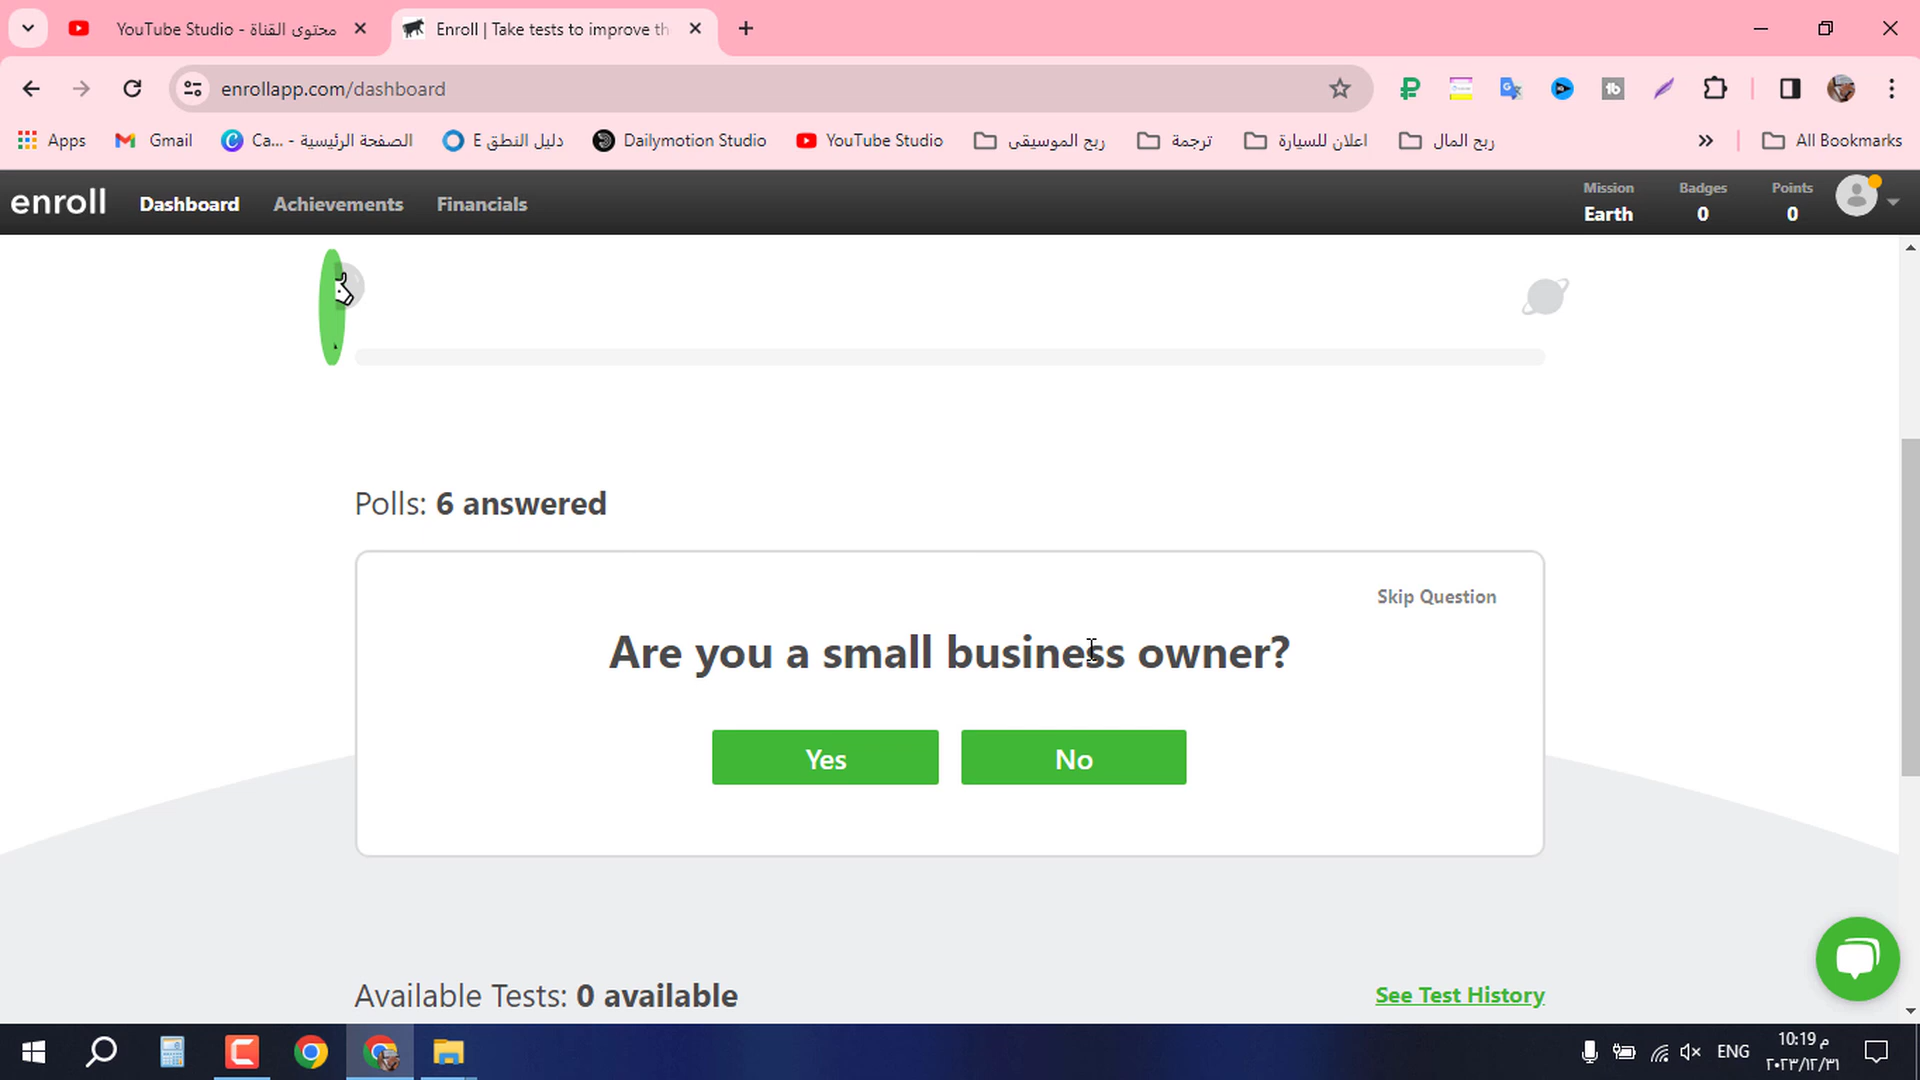 YouTube Studio - محتوى القناة
Enroll | Take tests to improve th
enrollapp.com/dashboard
Apps
Gmail
Ca... - الصفحة الرئيسية
دليل النطق E
Dailymotion Studio
YouTube Studio
ربح الموسيقى
ترجمة
اعلان للسيارة
ربح المال
»
All Bookmarks
enroll
Dashboard
Achievements
Financials
Mission
Earth
Badges
0
Points
0
Polls: 6 answered
Skip Question
Are you a small business owner?
Yes
No
Available Tests: 0 available
See Test History
ENG
10:19 م
٢٠٢٣/١٢/٣١